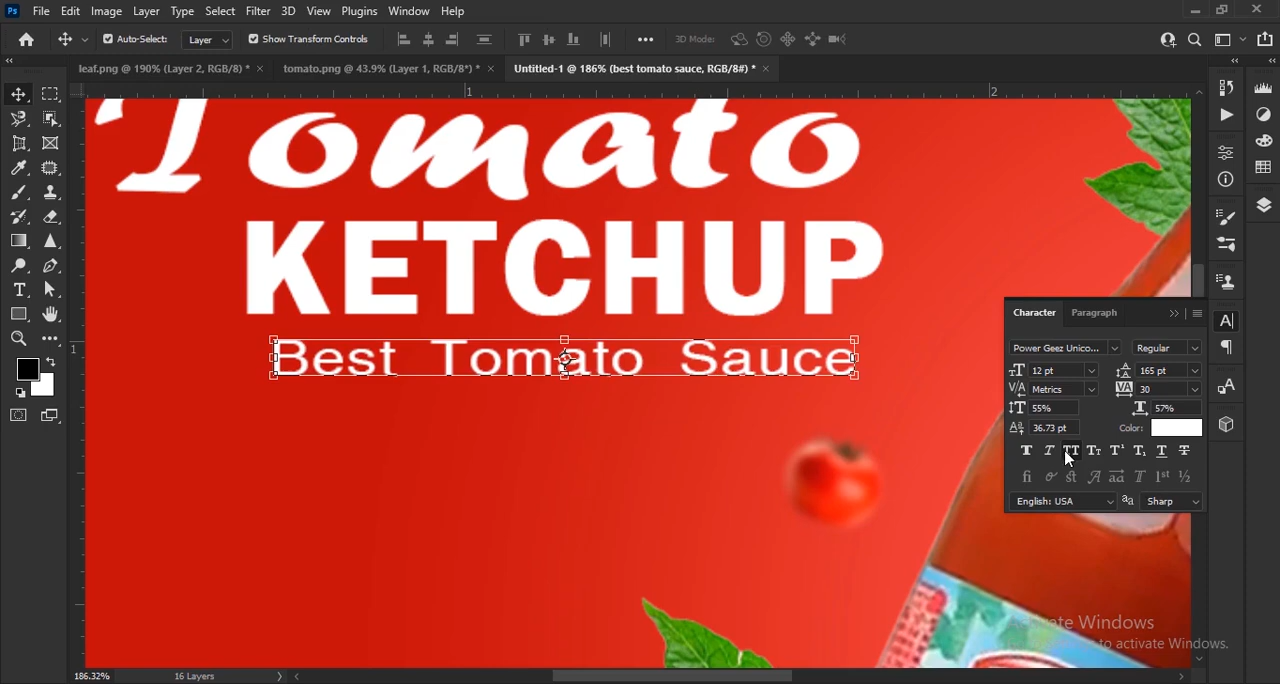 Ps File Edit Image Layer Type Select Filter 3D View Plugins Window Help
Auto-Select: Layer Show Transform Controls 3D Mode:
leaf.png @ 190% (Layer 2, RGB/8) * × tomato.png @ 43.9% (Layer 1, RGB/8*) * × Untitled-1 @ 186% (best tomato sauce, RGB/8#) * ×
1 2
Tomato
KETCHUP
Best Tomato Sauce
1
Character Paragraph
Power Geez Unico... Regular
12 pt 165 pt
Metrics 30
55% 57%
36.73 pt Color:
English: USA Sharp
Activate Windows
to activate Windows.
186.32% 16 Layers